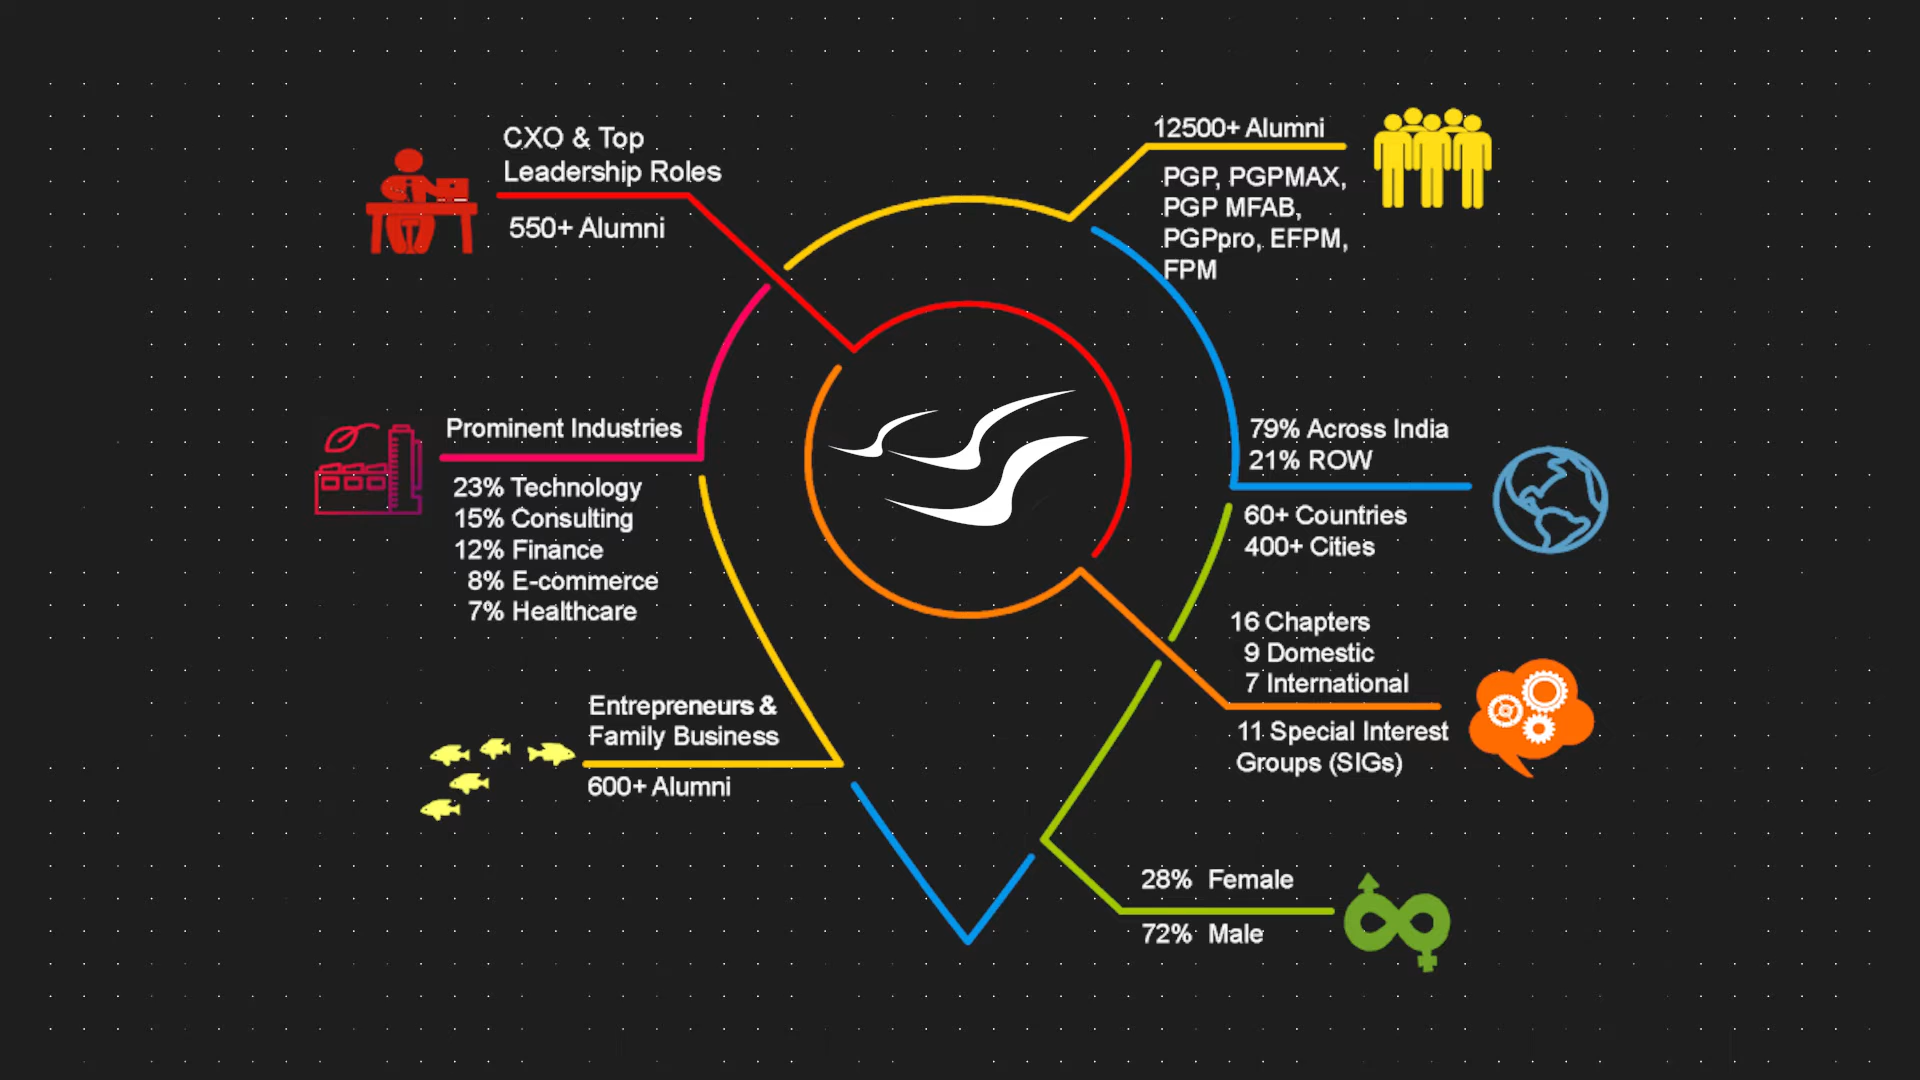 CXO & Top
Leadership Roles
550+ Alumni
12500+ Alumni
PGP, PGPMAX,
PGP MFAB,
PGPpro, EFPM,
FPM
Prominent Industries
23% Technology
15% Consulting
12% Finance
8% E-commerce
7% Healthcare
79% Across India
21% ROW
60+ Countries
400+ Cities
16 Chapters
9 Domestic
7 International
11 Special Interest
Groups (SIGs)
Entrepreneurs &
Family Business
600+ Alumni
28% Female
72% Male